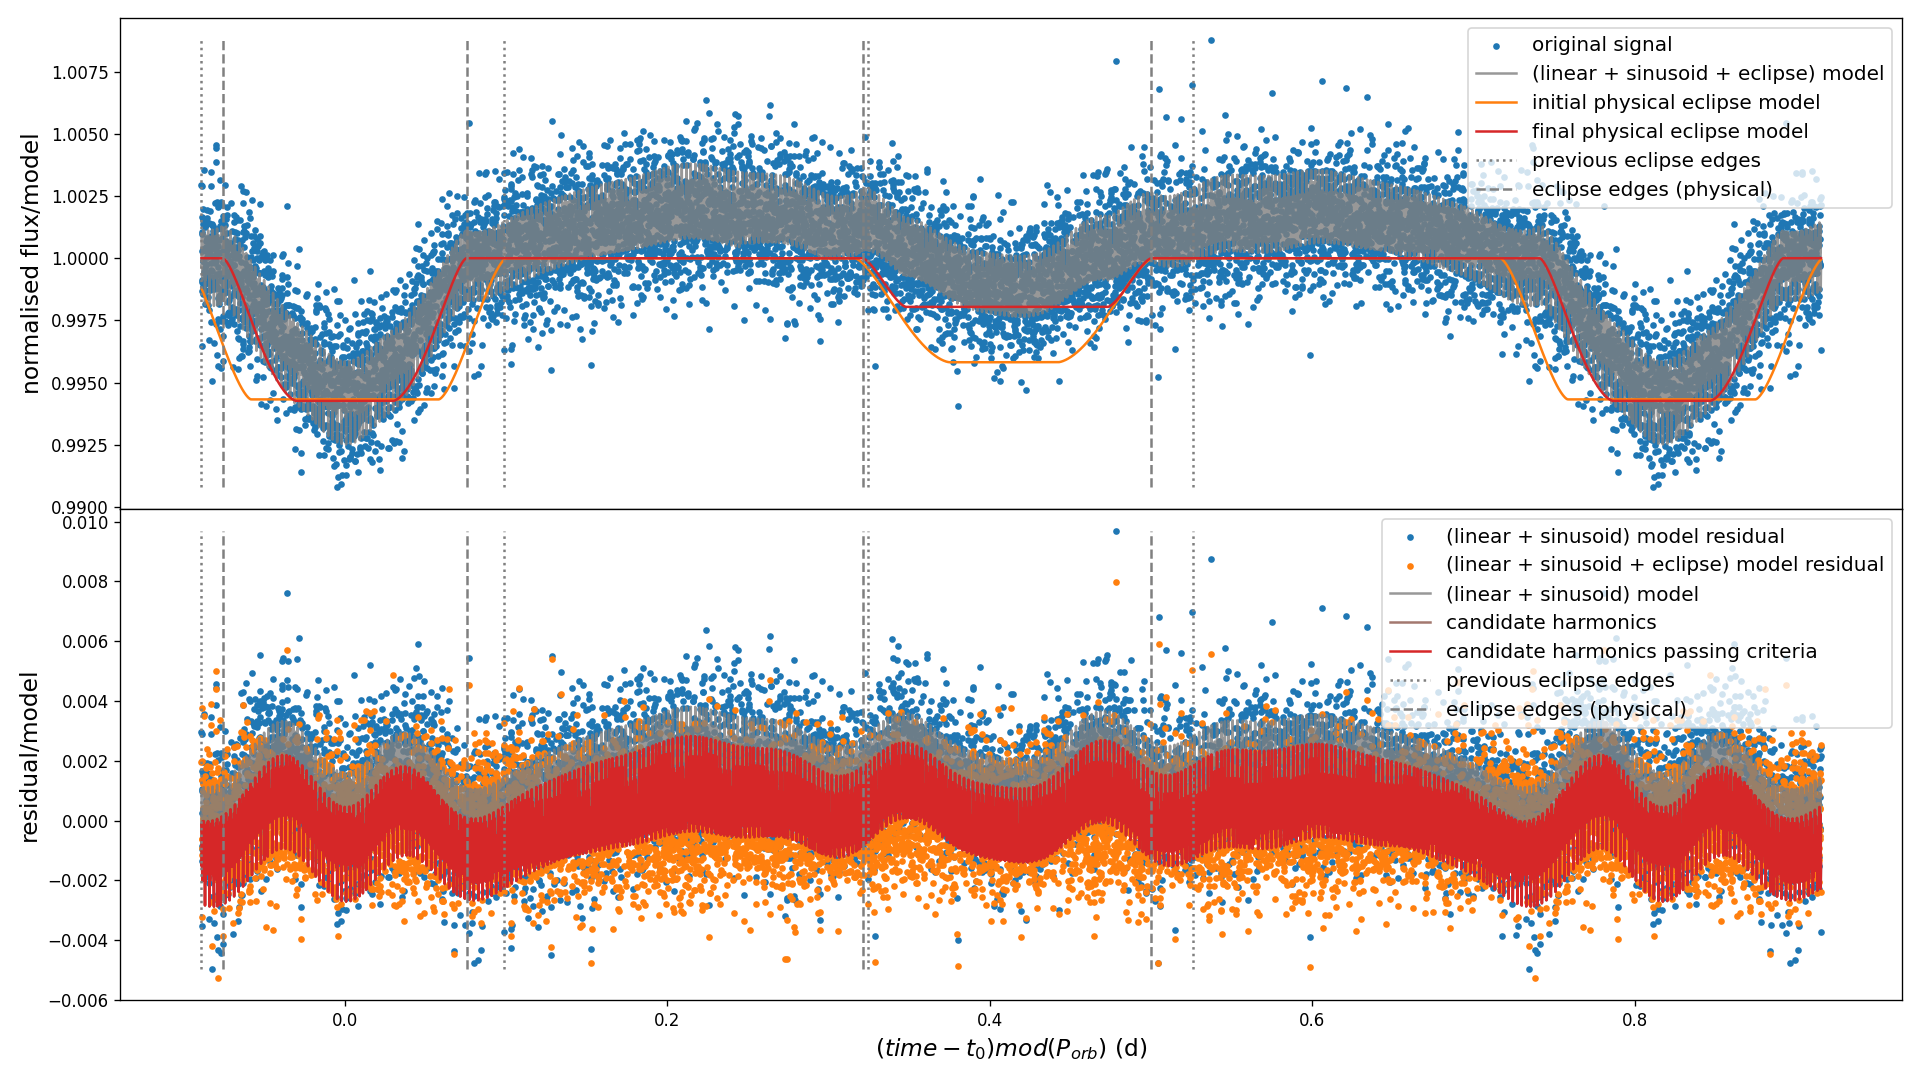 normalised flux/model
1.0075
1.0050
1.0025
1.0000
0.9975
0.9950
0.9925
0.9900
original signal
(linear + sinusoid + eclipse) model
initial physical eclipse model
final physical eclipse model
previous eclipse edges
eclipse edges (physical)
residual/model
0.010
0.008
0.006
0.004
0.002
0.000
−0.002
−0.004
−0.006
(linear + sinusoid) model residual
(linear + sinusoid + eclipse) model residual
(linear + sinusoid) model
candidate harmonics
candidate harmonics passing criteria
previous eclipse edges
eclipse edges (physical)
0.0 0.2 0.4 0.6 0.8
(time − t₀)mod(P_orb) (d)